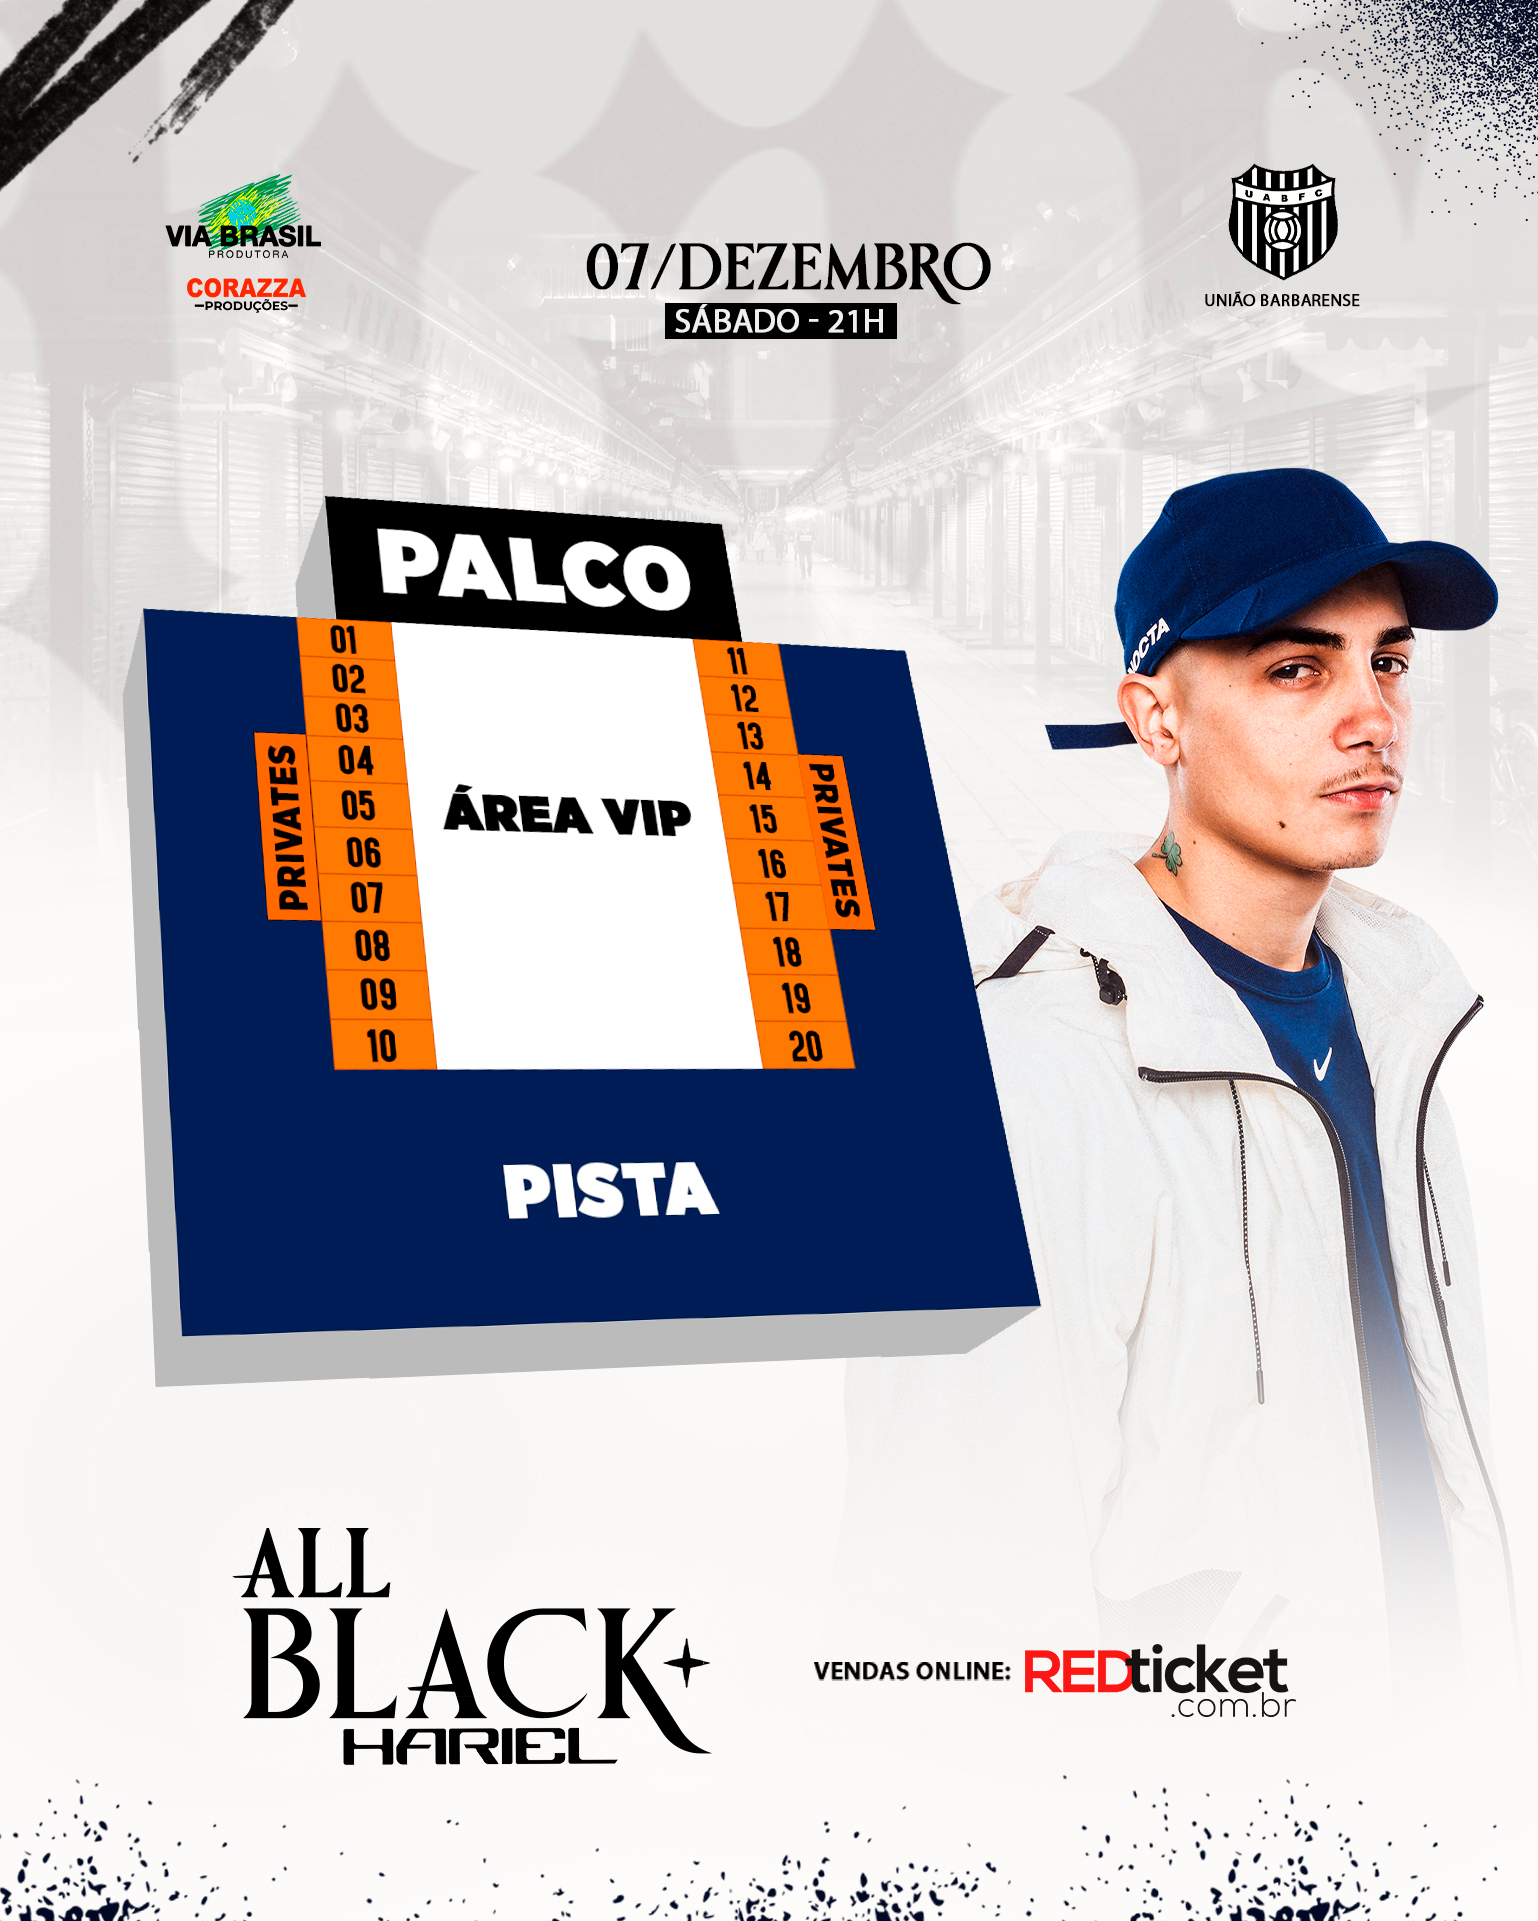 VIA BRASIL
PRODUTORA
CORAZZA
PRODUÇÕES
07/DEZEMBRO
SÁBADO - 21H
UABFC
UNIÃO BARBARENSE
PALCO
01
02
03
04
05
06
07
08
09
10
PRIVATES
ÁREA VIP
11
12
13
14
15
16
17
18
19
20
PRIVATES
PISTA
NOCTA
ALL
BLACK
HARIEL
VENDAS ONLINE: REDticket
.com.br